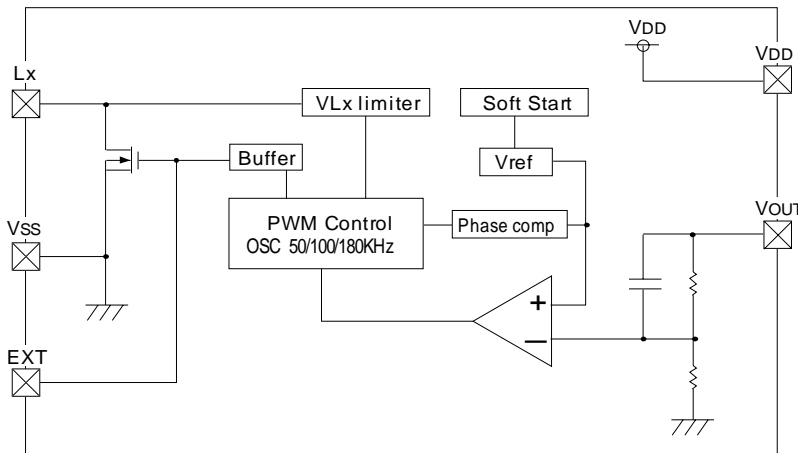 VDD
VDD
Lx
VLx limiter
Soft Start
Buffer
Vref
VSS
PWM Control
OSC 50/100/180KHz
Phase comp
VOUT
+
−
EXT